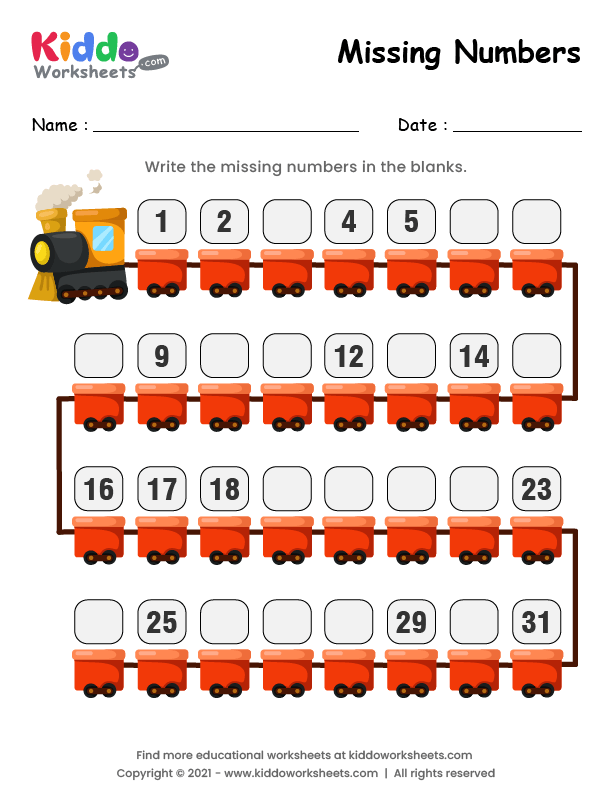 Kiddo
Worksheets.com
Missing Numbers
Name :
Date :
Write the missing numbers in the blanks.
1 2 4 5
9 12 14
16 17 18 23
25 29 31
Find more educational worksheets at kiddoworksheets.com
Copyright © 2021 - www.kiddoworksheets.com | All rights reserved